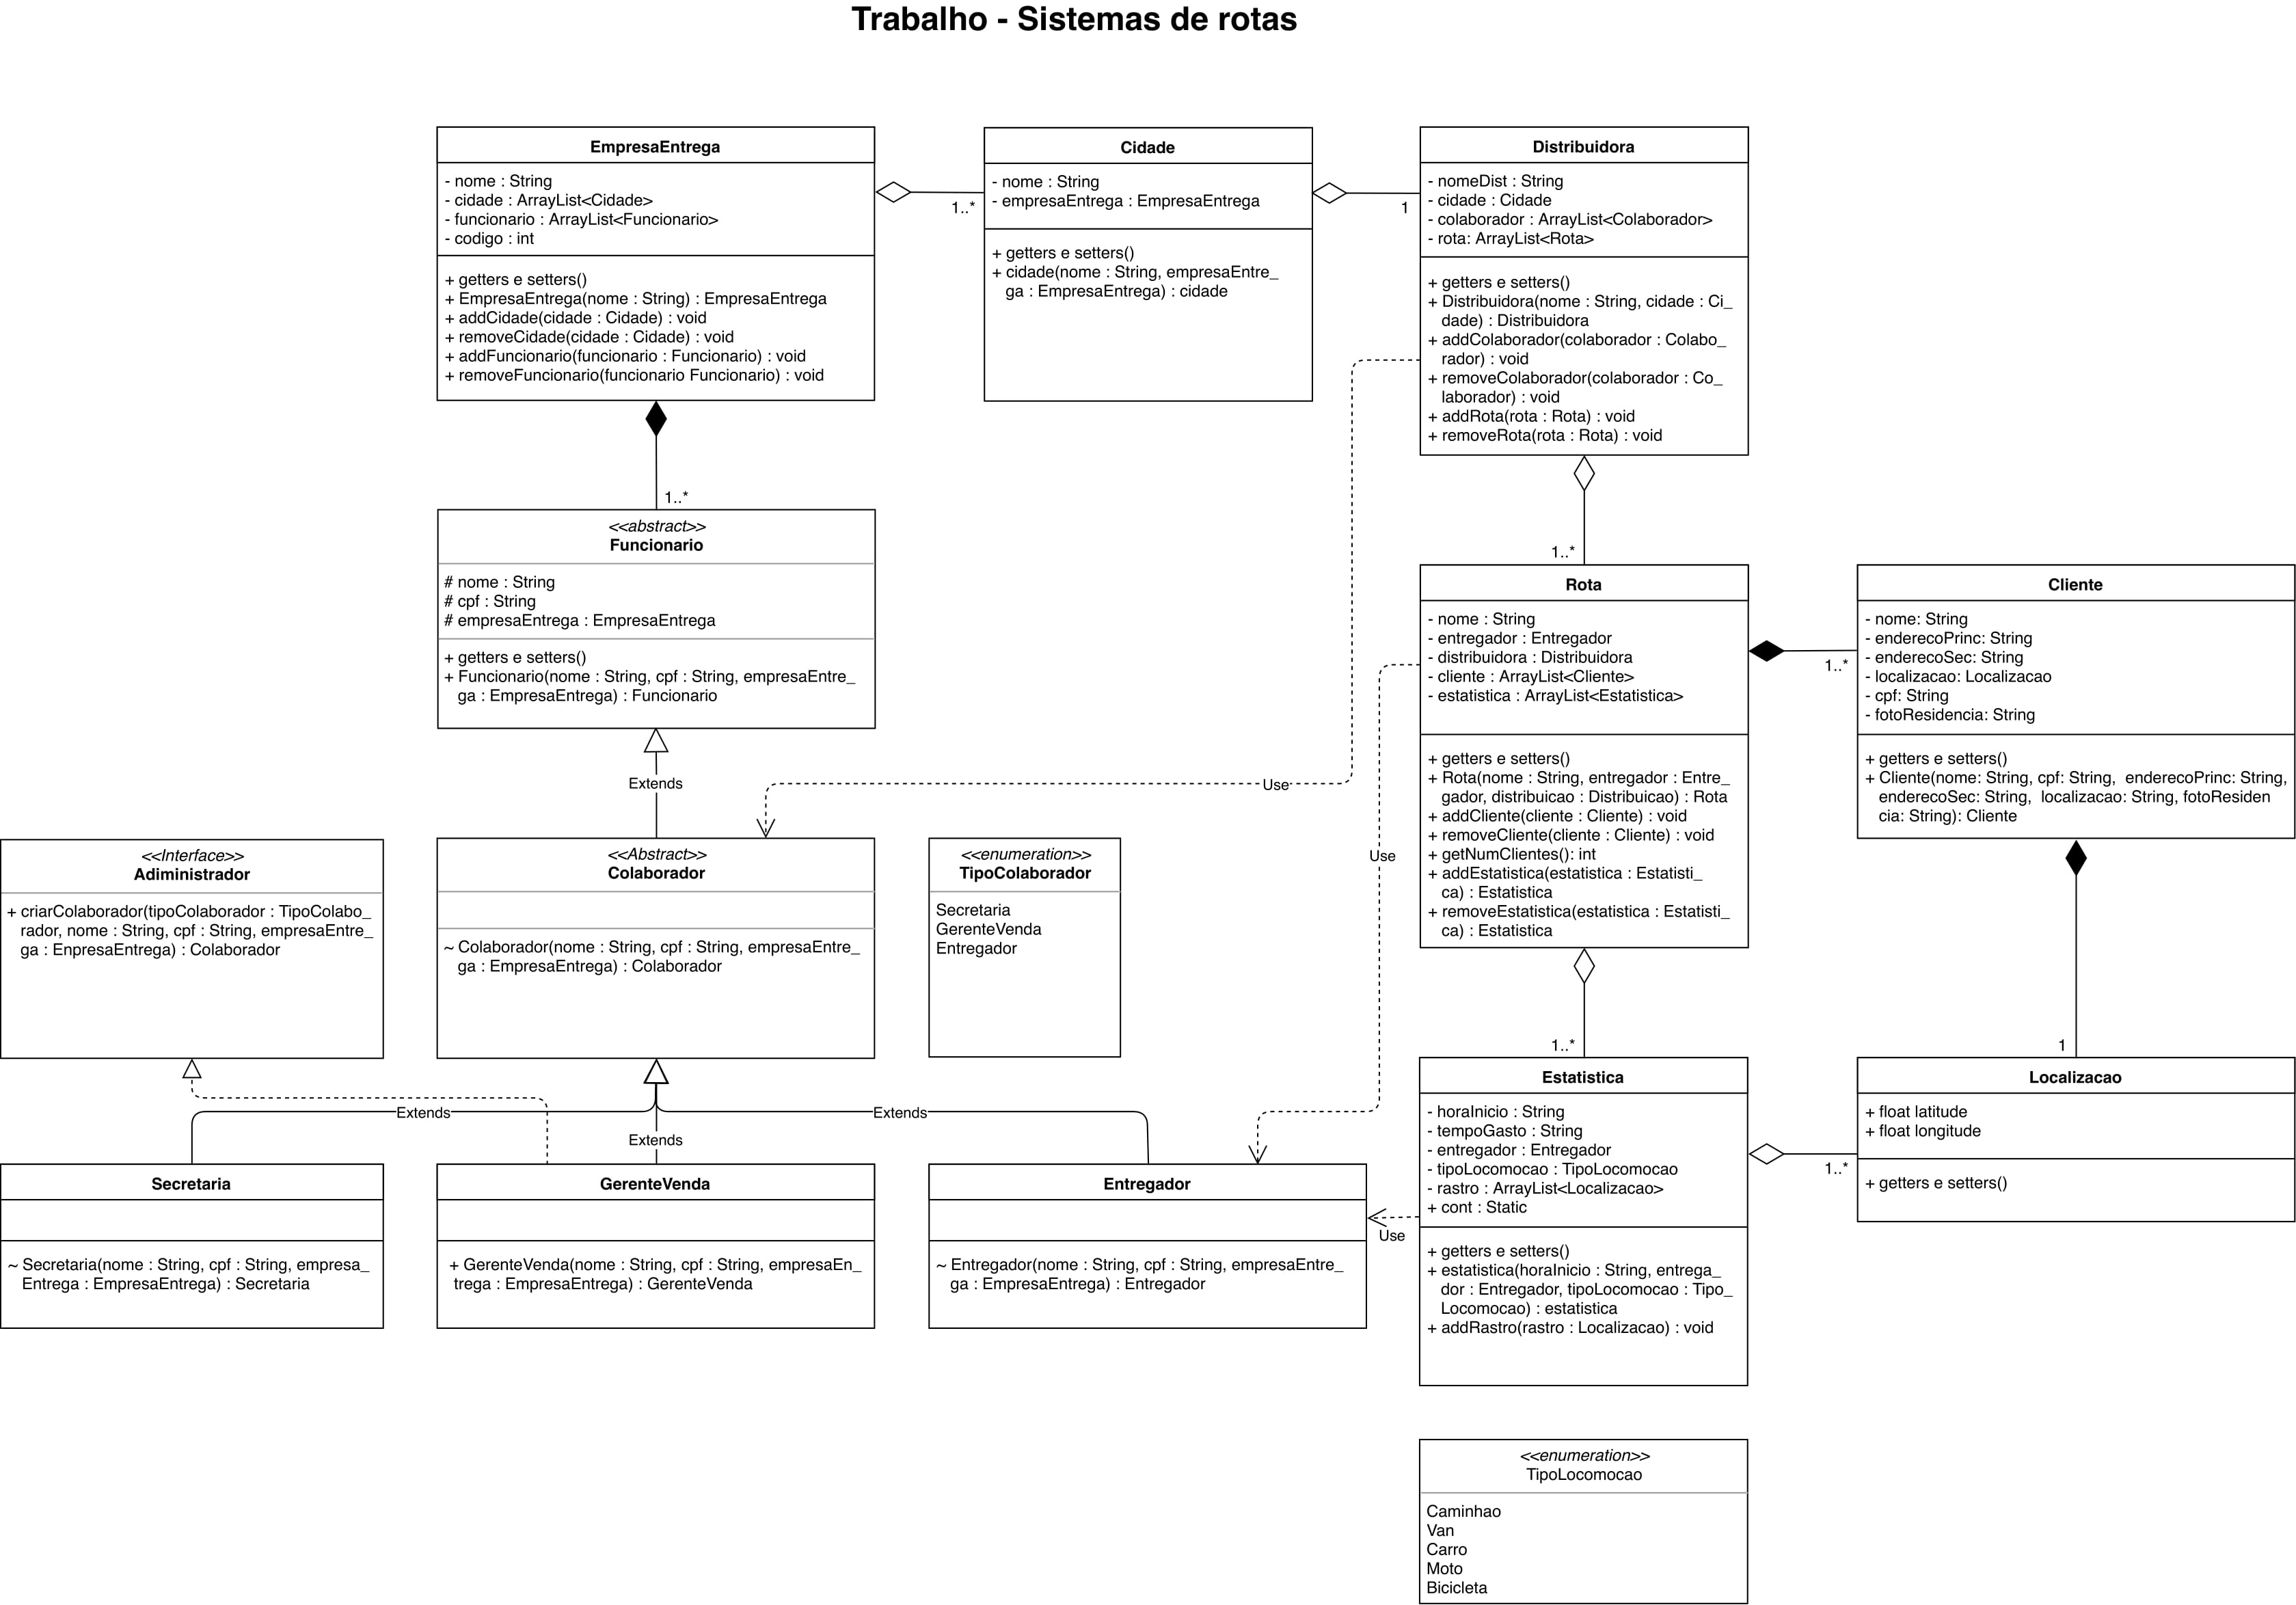 Trabalho - Sistemas de rotas
EmpresaEntrega
- nome : String
- cidade : ArrayList<Cidade>
- funcionario : ArrayList<Funcionario>
- codigo : int
+ getters e setters()
+ EmpresaEntrega(nome : String) : EmpresaEntrega
+ addCidade(cidade : Cidade) : void
+ removeCidade(cidade : Cidade) : void
+ addFuncionario(funcionario : Funcionario) : void
+ removeFuncionario(funcionario Funcionario) : void
1..*
Cidade
- nome : String
- empresaEntrega : EmpresaEntrega
+ getters e setters()
+ cidade(nome : String, empresaEntre_
ga : EmpresaEntrega) : cidade
1
Distribuidora
- nomeDist : String
- cidade : Cidade
- colaborador : ArrayList<Colaborador>
- rota: ArrayList<Rota>
+ getters e setters()
+ Distribuidora(nome : String, cidade : Ci_
dade) : Distribuidora
+ addColaborador(colaborador : Colabo_
rador) : void
+ removeColaborador(colaborador : Co_
laborador) : void
+ addRota(rota : Rota) : void
+ removeRota(rota : Rota) : void
1..*
<<abstract>>
Funcionario
# nome : String
# cpf : String
# empresaEntrega : EmpresaEntrega
+ getters e setters()
+ Funcionario(nome : String, cpf : String, empresaEntre_
ga : EmpresaEntrega) : Funcionario
Extends
Use
1..*
Rota
- nome : String
- entregador : Entregador
- distribuidora : Distribuidora
- cliente : ArrayList<Cliente>
- estatistica : ArrayList<Estatistica>
+ getters e setters()
+ Rota(nome : String, entregador : Entre_
gador, distribuicao : Distribuicao) : Rota
+ addCliente(cliente : Cliente) : void
+ removeCliente(cliente : Cliente) : void
+ getNumClientes(): int
+ addEstatistica(estatistica : Estatisti_
ca) : Estatistica
+ removeEstatistica(estatistica : Estatisti_
ca) : Estatistica
1..*
Cliente
- nome: String
- enderecoPrinc: String
- enderecoSec: String
- localizacao: Localizacao
- cpf: String
- fotoResidencia: String
+ getters e setters()
+ Cliente(nome: String, cpf: String, enderecoPrinc: String,
enderecoSec: String, localizacao: String, fotoResiden
cia: String): Cliente
Use
<<Interface>>
Adiministrador
+ criarColaborador(tipoColaborador : TipoColabo_
rador, nome : String, cpf : String, empresaEntre_
ga : EnpresaEntrega) : Colaborador
<<Abstract>>
Colaborador
~ Colaborador(nome : String, cpf : String, empresaEntre_
ga : EmpresaEntrega) : Colaborador
<<enumeration>>
TipoColaborador
Secretaria
GerenteVenda
Entregador
1..*
1
Extends
Extends
Extends
Secretaria
~ Secretaria(nome : String, cpf : String, empresa_
Entrega : EmpresaEntrega) : Secretaria
GerenteVenda
+ GerenteVenda(nome : String, cpf : String, empresaEn_
trega : EmpresaEntrega) : GerenteVenda
Entregador
~ Entregador(nome : String, cpf : String, empresaEntre_
ga : EmpresaEntrega) : Entregador
Use
Estatistica
- horaInicio : String
- tempoGasto : String
- entregador : Entregador
- tipoLocomocao : TipoLocomocao
- rastro : ArrayList<Localizacao>
+ cont : Static
+ getters e setters()
+ estatistica(horaInicio : String, entrega_
dor : Entregador, tipoLocomocao : Tipo_
Locomocao) : estatistica
+ addRastro(rastro : Localizacao) : void
1..*
Localizacao
+ float latitude
+ float longitude
+ getters e setters()
<<enumeration>>
TipoLocomocao
Caminhao
Van
Carro
Moto
Bicicleta